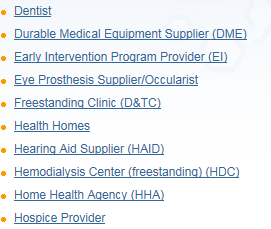 Dentist
Durable Medical Equipment Supplier (DME)
Early Intervention Program Provider (EI)
Eye Prosthesis Supplier/Occularist
Freestanding Clinic (D&TC)
Health Homes
Hearing Aid Supplier (HAID)
Hemodialysis Center (freestanding) (HDC)
Home Health Agency (HHA)
Hospice Provider